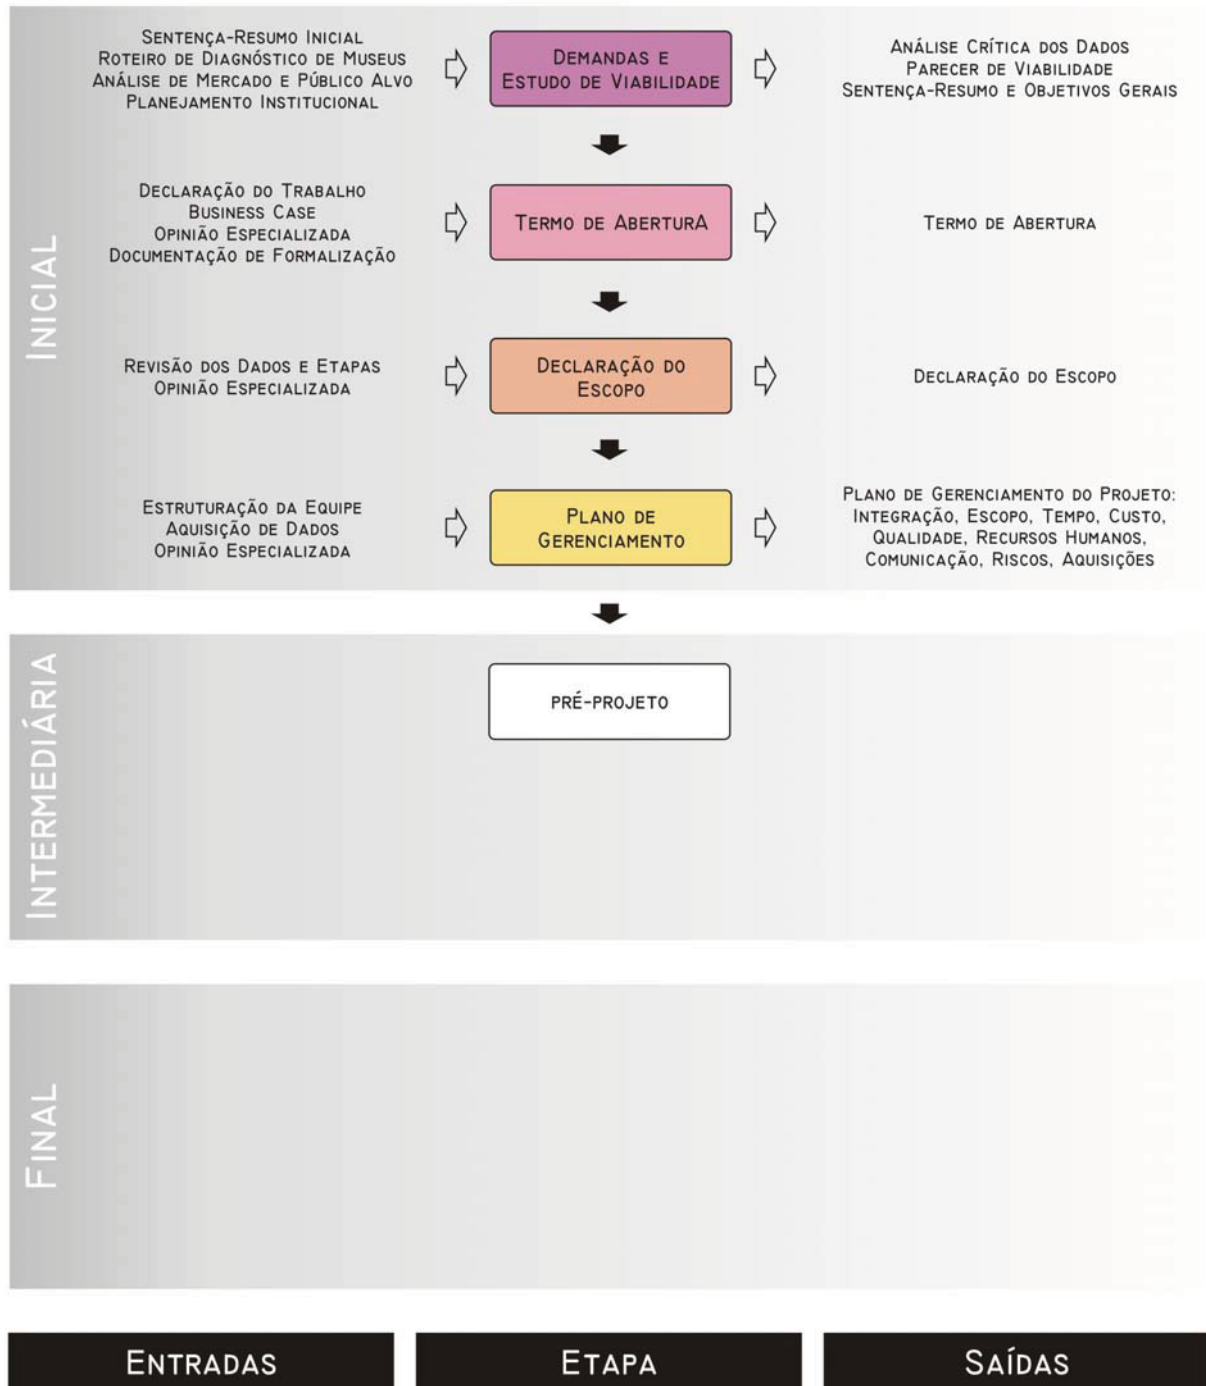 INICIAL
SENTENÇA-RESUMO INICIAL
ROTEIRO DE DIAGNÓSTICO DE MUSEUS
ANÁLISE DE MERCADO E PÚBLICO ALVO
PLANEJAMENTO INSTITUCIONAL
DEMANDAS E
ESTUDO DE VIABILIDADE
ANÁLISE CRÍTICA DOS DADOS
PARECER DE VIABILIDADE
SENTENÇA-RESUMO E OBJETIVOS GERAIS
DECLARAÇÃO DO TRABALHO
BUSINESS CASE
OPINIÃO ESPECIALIZADA
DOCUMENTAÇÃO DE FORMALIZAÇÃO
TERMO DE ABERTURA
TERMO DE ABERTURA
REVISÃO DOS DADOS E ETAPAS
OPINIÃO ESPECIALIZADA
DECLARAÇÃO DO
ESCOPO
DECLARAÇÃO DO ESCOPO
ESTRUTURAÇÃO DA EQUIPE
AQUISIÇÃO DE DADOS
OPINIÃO ESPECIALIZADA
PLANO DE
GERENCIAMENTO
PLANO DE GERENCIAMENTO DO PROJETO:
INTEGRAÇÃO, ESCOPO, TEMPO, CUSTO,
QUALIDADE, RECURSOS HUMANOS,
COMUNICAÇÃO, RISCOS, AQUISIÇÕES
INTERMEDIÁRIA
PRÉ-PROJETO
FINAL
ENTRADAS
ETAPA
SAÍDAS